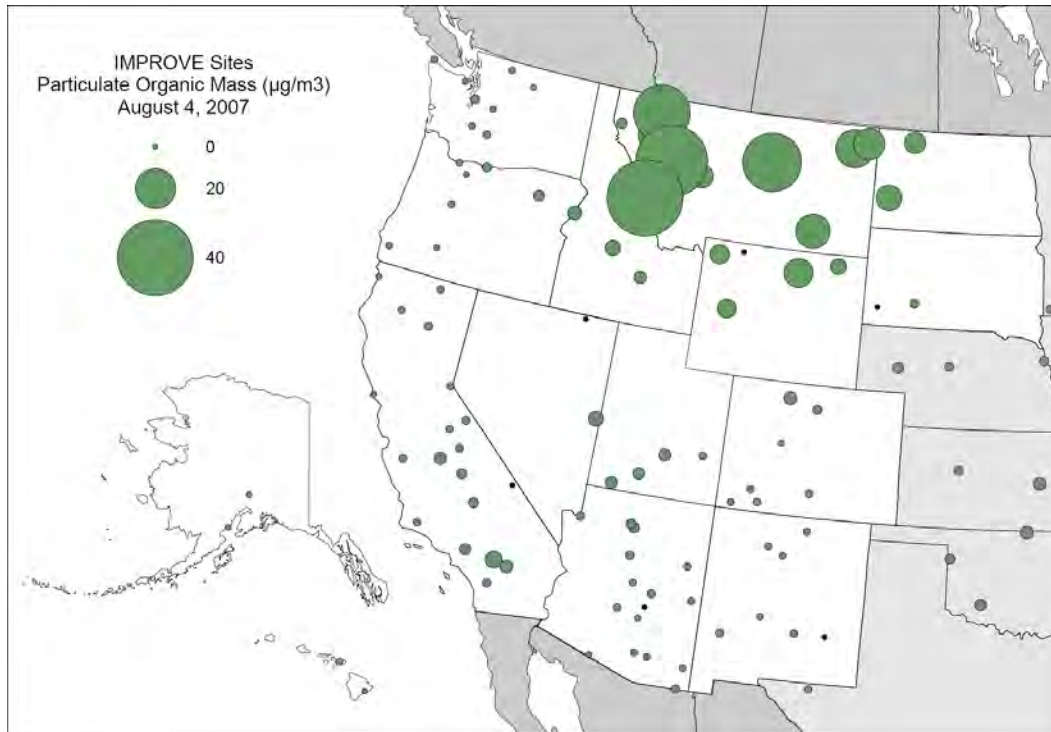 IMPROVE Sites
Particulate Organic Mass (µg/m3)
August 4, 2007
0
20
40